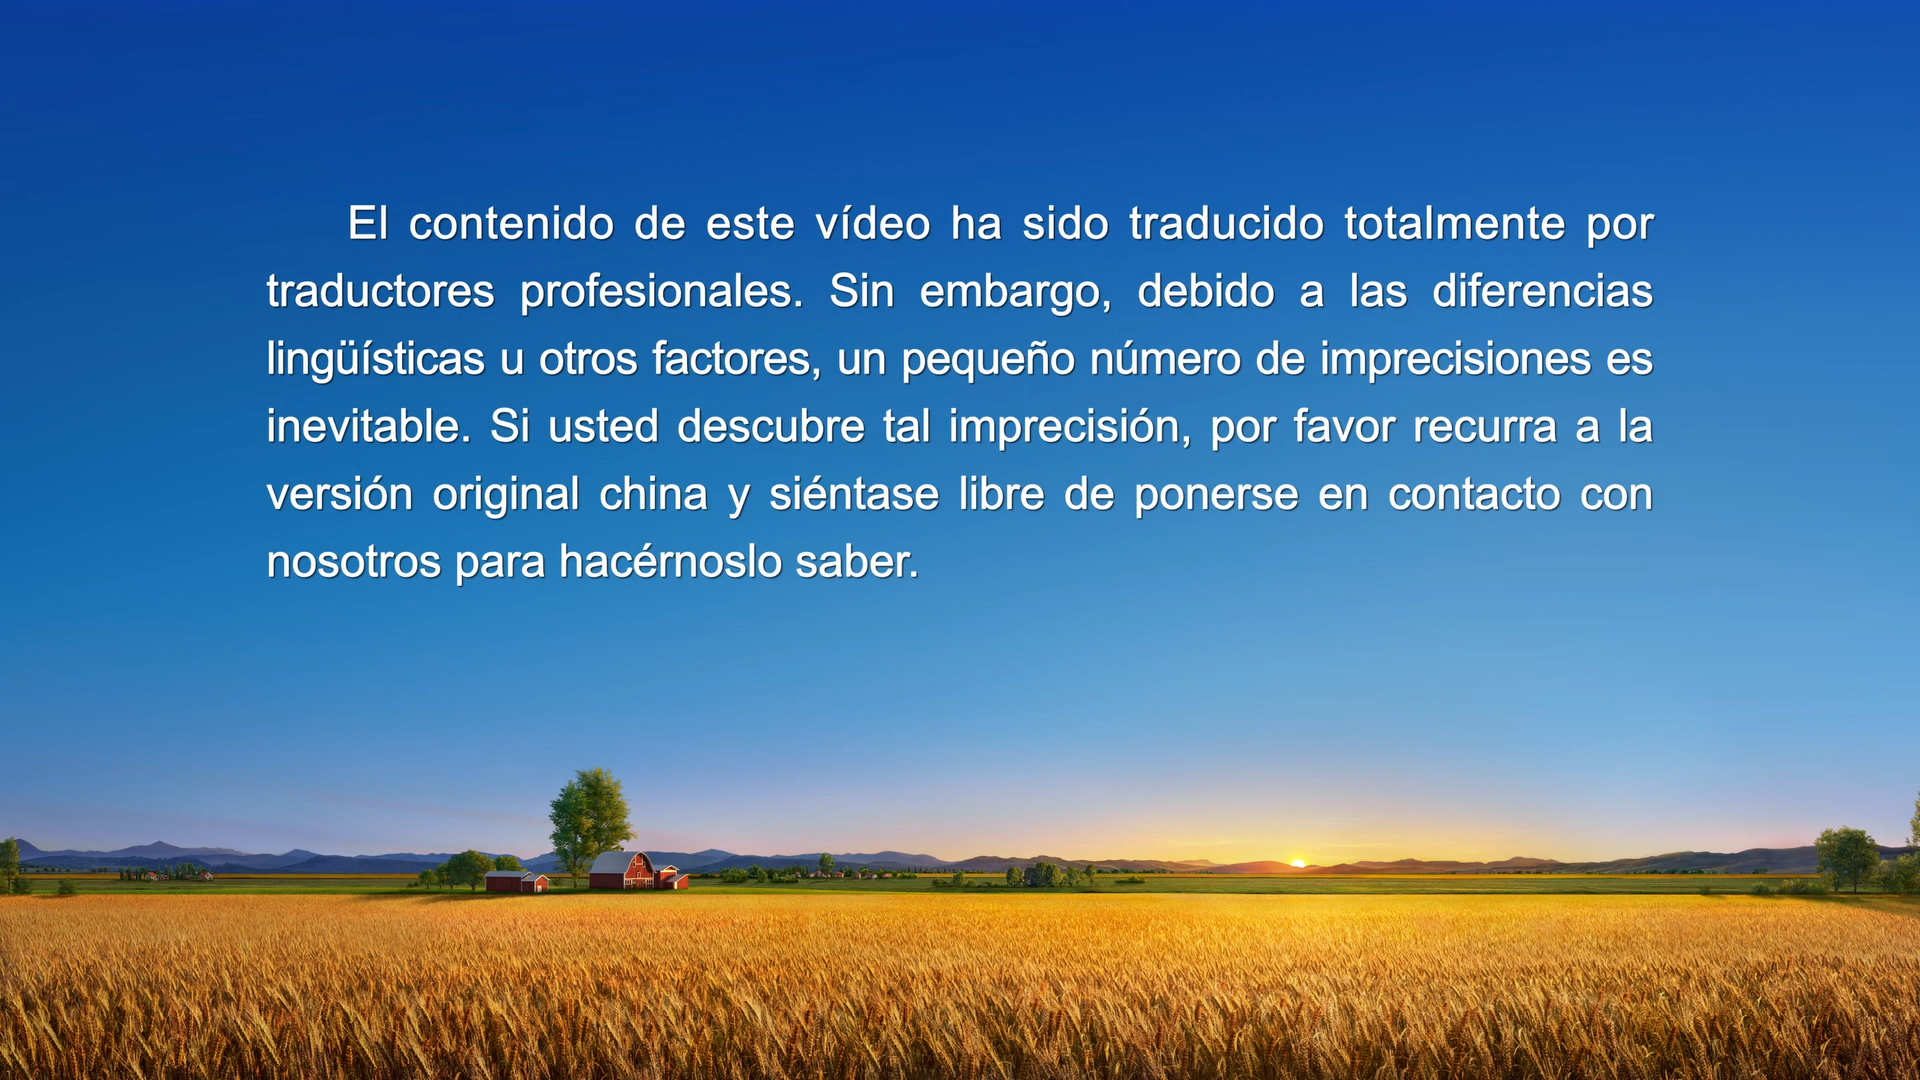 El contenido de este vídeo ha sido traducido totalmente por
traductores profesionales. Sin embargo, debido a las diferencias
lingüísticas u otros factores, un pequeño número de imprecisiones es
inevitable. Si usted descubre tal imprecisión, por favor recurra a la
versión original china y siéntase libre de ponerse en contacto con
nosotros para hacérnoslo saber.